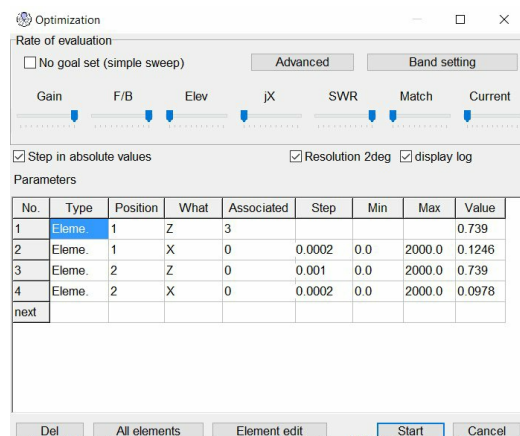 Optimization
Rate of evaluation
No goal set (simple sweep) Advanced Band setting
Gain F/B Elev jX SWR Match Current
Step in absolute values Resolution 2deg display log
Parameters
No. Type Position What Associated Step Min Max Value
1 Eleme. 1 Z 3 0.739
2 Eleme. 1 X 0 0.0002 0.0 2000.0 0.1246
3 Eleme. 2 Z 0 0.001 0.0 2000.0 0.739
4 Eleme. 2 X 0 0.0002 0.0 2000.0 0.0978
next
Del All elements Element edit Start Cancel